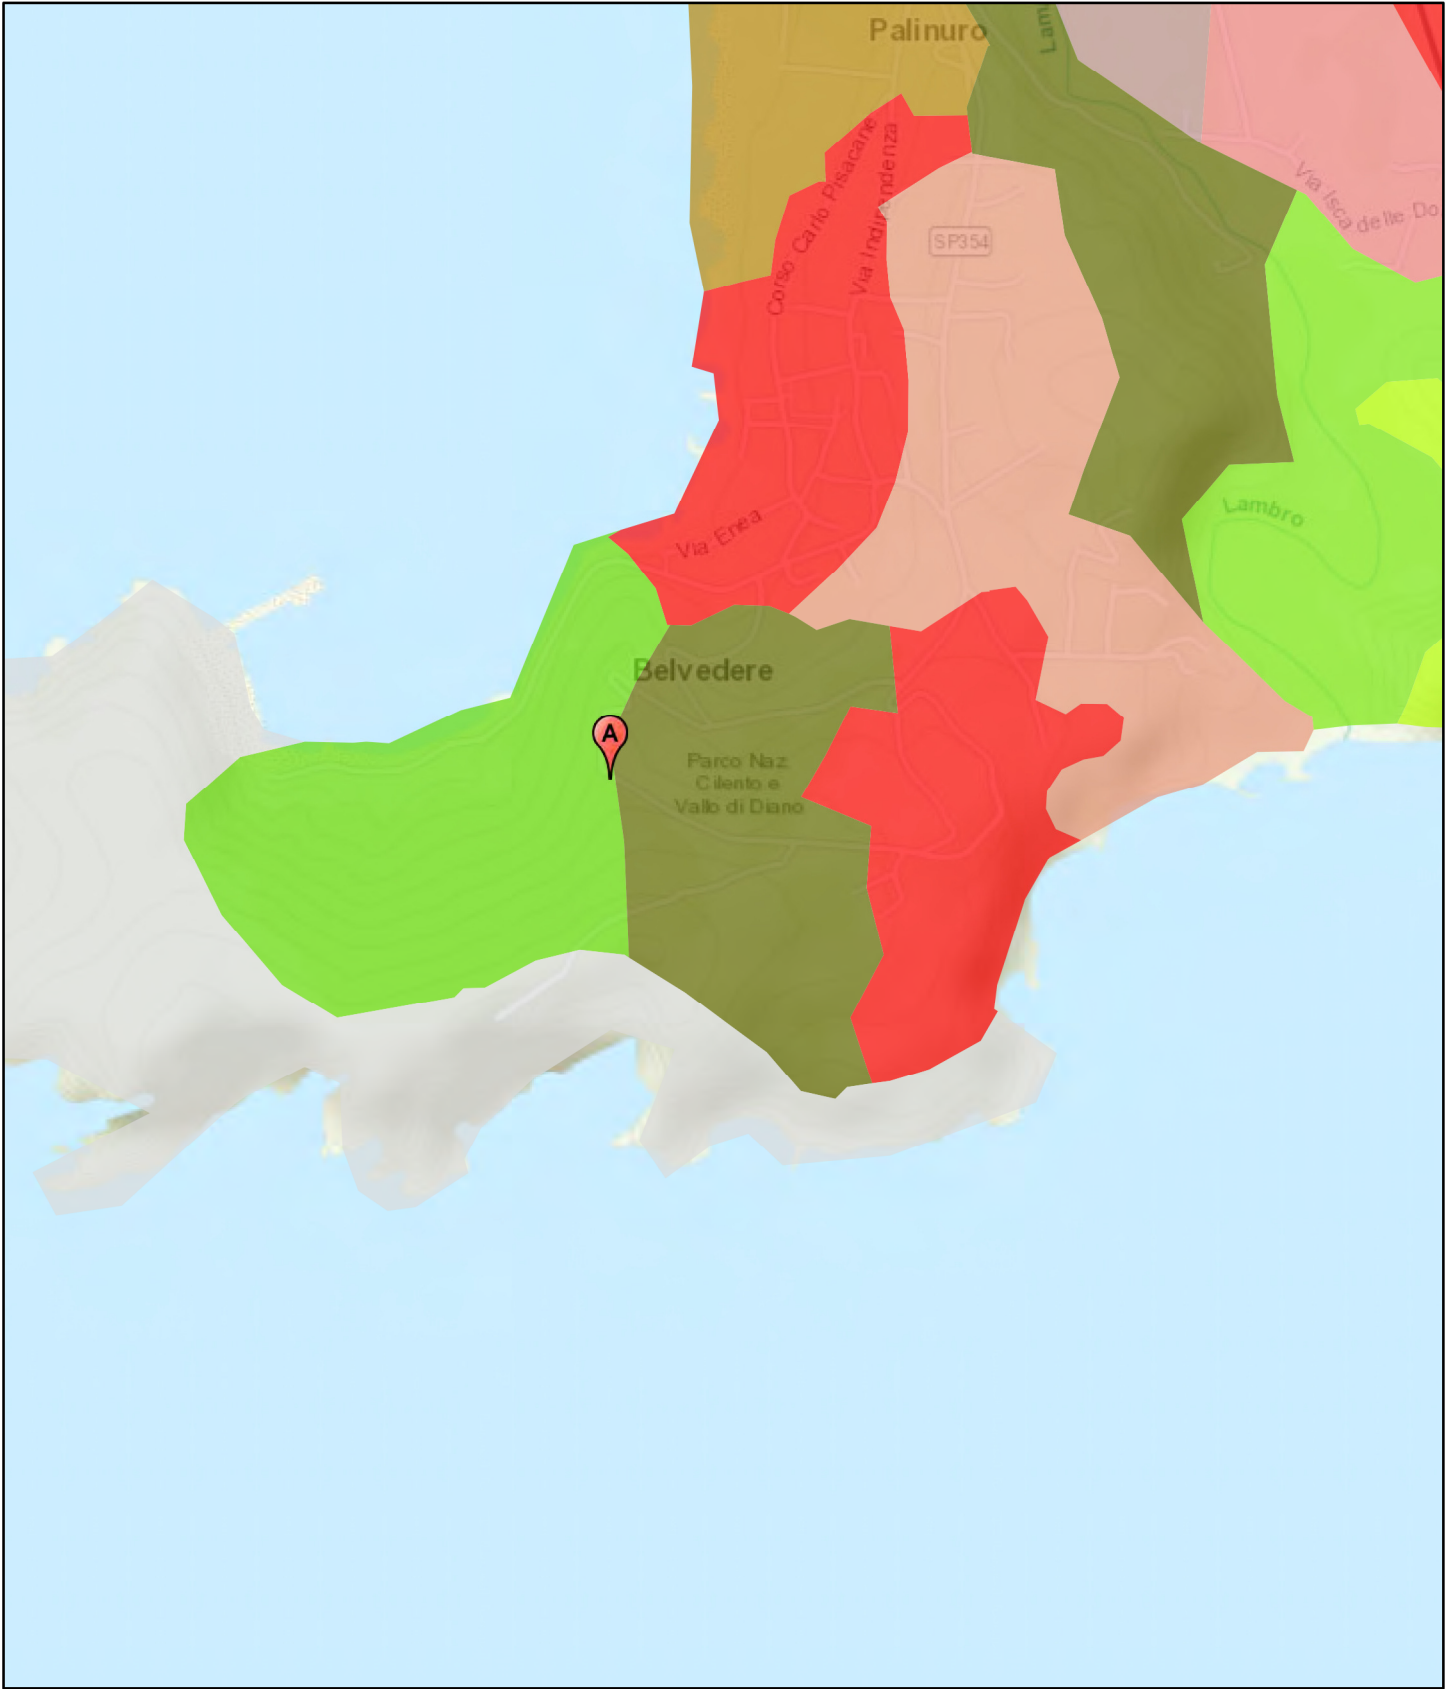 Palinuro
Lam
Corso Carlo Pisacane
Via Indipendenza
SP354
Via Isca delle Do
Via Enea
Lambro
Belvedere
A
Parco Naz.
Cilento e
Vallo di Diano